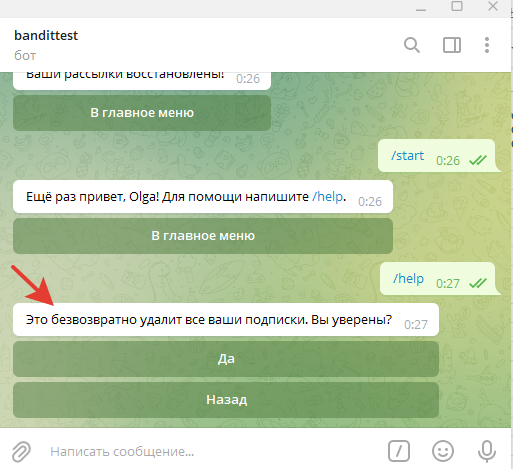 bandittest
бот
Ваши рассылки восстановлены! 0:26
В главное меню
/start 0:26
Ещё раз привет, Olga! Для помощи напишите /help. 0:26
В главное меню
/help 0:27
Это безвозвратно удалит все ваши подписки. Вы уверены? 0:27
Да
Назад
Написать сообщение...